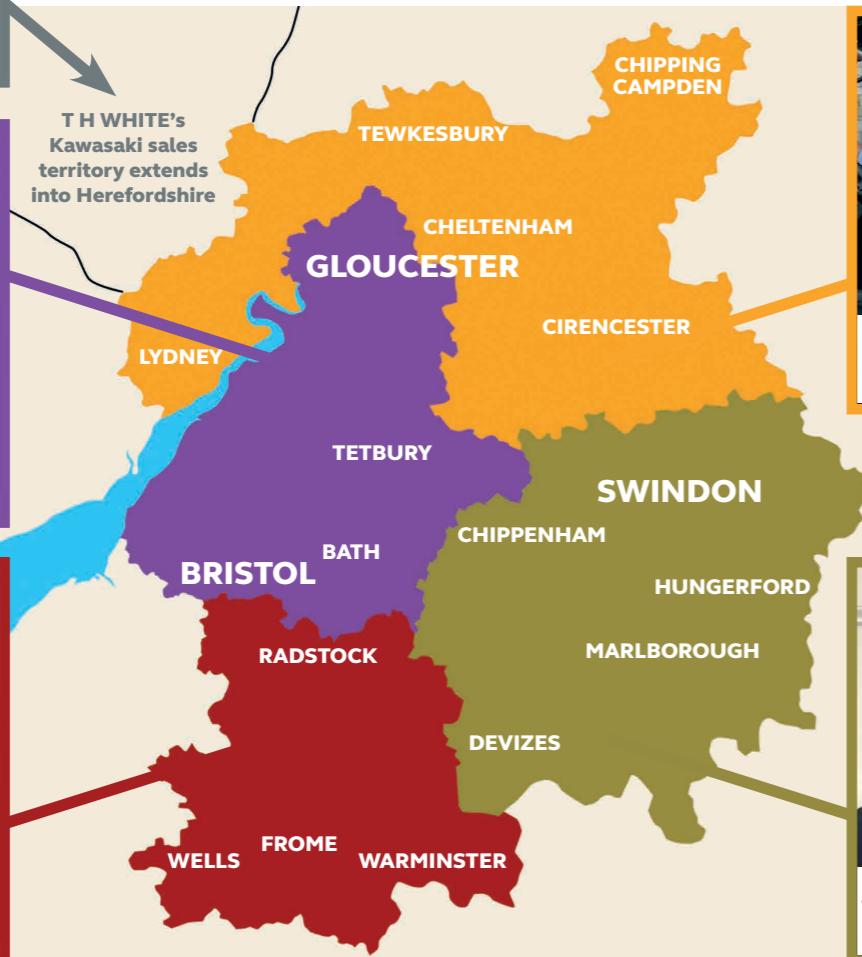 CHIPPING
CAMPDEN
T H WHITE's
Kawasaki sales
territory extends
into Herefordshire
TEWKESBURY
CHELTENHAM
GLOUCESTER
CIRENCESTER
LYDNEY
TETBURY
SWINDON
CHIPPENHAM
BATH
BRISTOL
HUNGERFORD
RADSTOCK
MARLBOROUGH
DEVIZES
FROME
WELLS
WARMINSTER